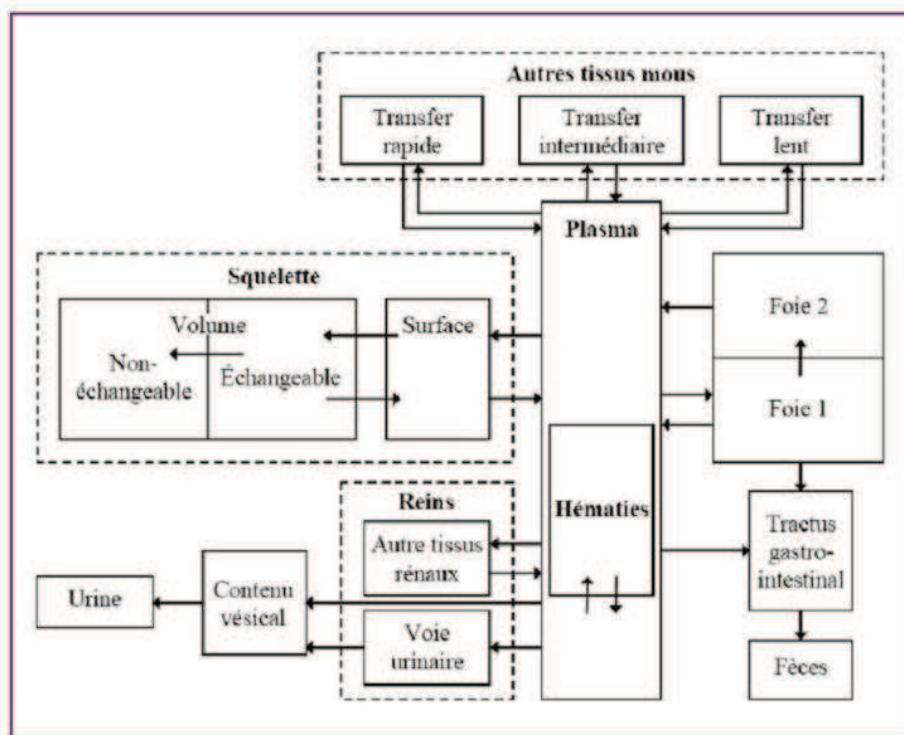 Autres tissus mous
Transfer
rapide
Transfer
intermédiaire
Transfer
lent
Plasma
Squelette
Volume
Non-
échangeable
Échangeable
Surface
Foie 2
Foie 1
Reins
Autre tissus
rénaux
Voie
urinaire
Hématies
Tractus
gastro-
intestinal
Fèces
Contenu
vésical
Urine